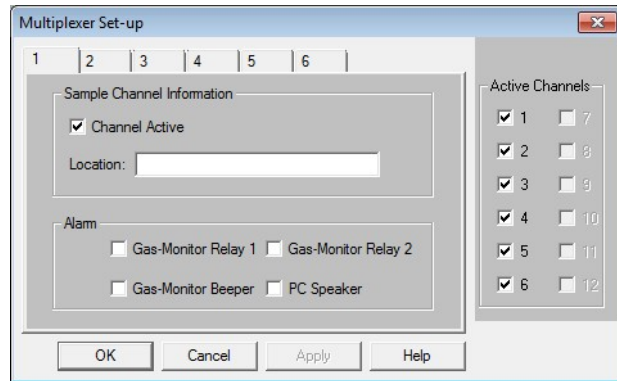 Multiplexer Set-up
1 2 3 4 5 6
Sample Channel Information
Channel Active
Location:
Alarm
Gas-Monitor Relay 1 Gas-Monitor Relay 2
Gas-Monitor Beeper PC Speaker
OK Cancel Apply Help
Active Channels
1 7
2 8
3 9
4 10
5 11
6 12